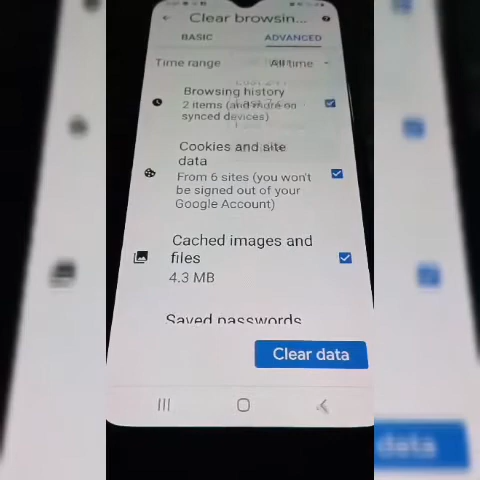 Clear browsin...
BASIC ADVANCED
Time range All time
Browsing history
2 items (and more on
synced devices)
Cookies and site
data
From 6 sites (you won't
be signed out of your
Google Account)
Cached images and
files
4.3 MB
Saved passwords
Clear data
data